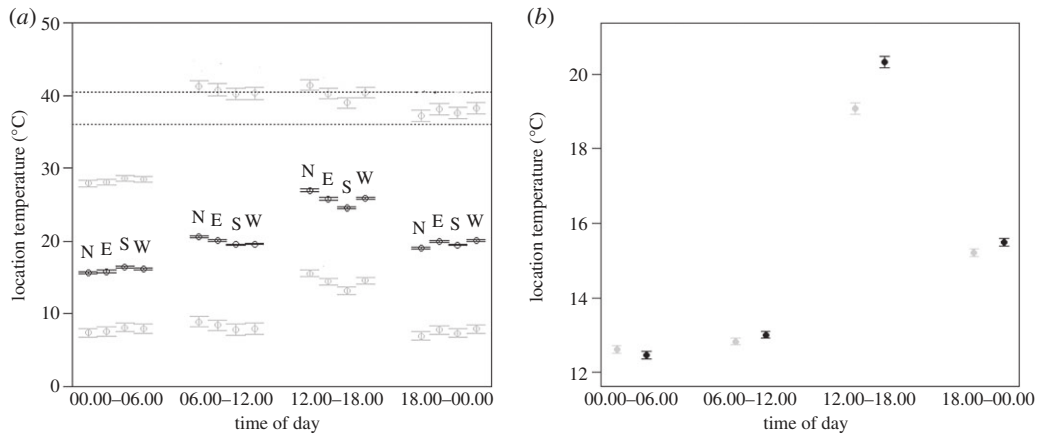 (a)
50
40
30
20
10
0
location temperature (°C)
N E S W
N E S W
N E S W
N E S W
00.00–06.00 06.00–12.00 12.00–18.00 18.00–00.00
time of day
(b)
20
18
16
14
12
location temperature (°C)
00.00–06.00 06.00–12.00 12.00–18.00 18.00–00.00
time of day